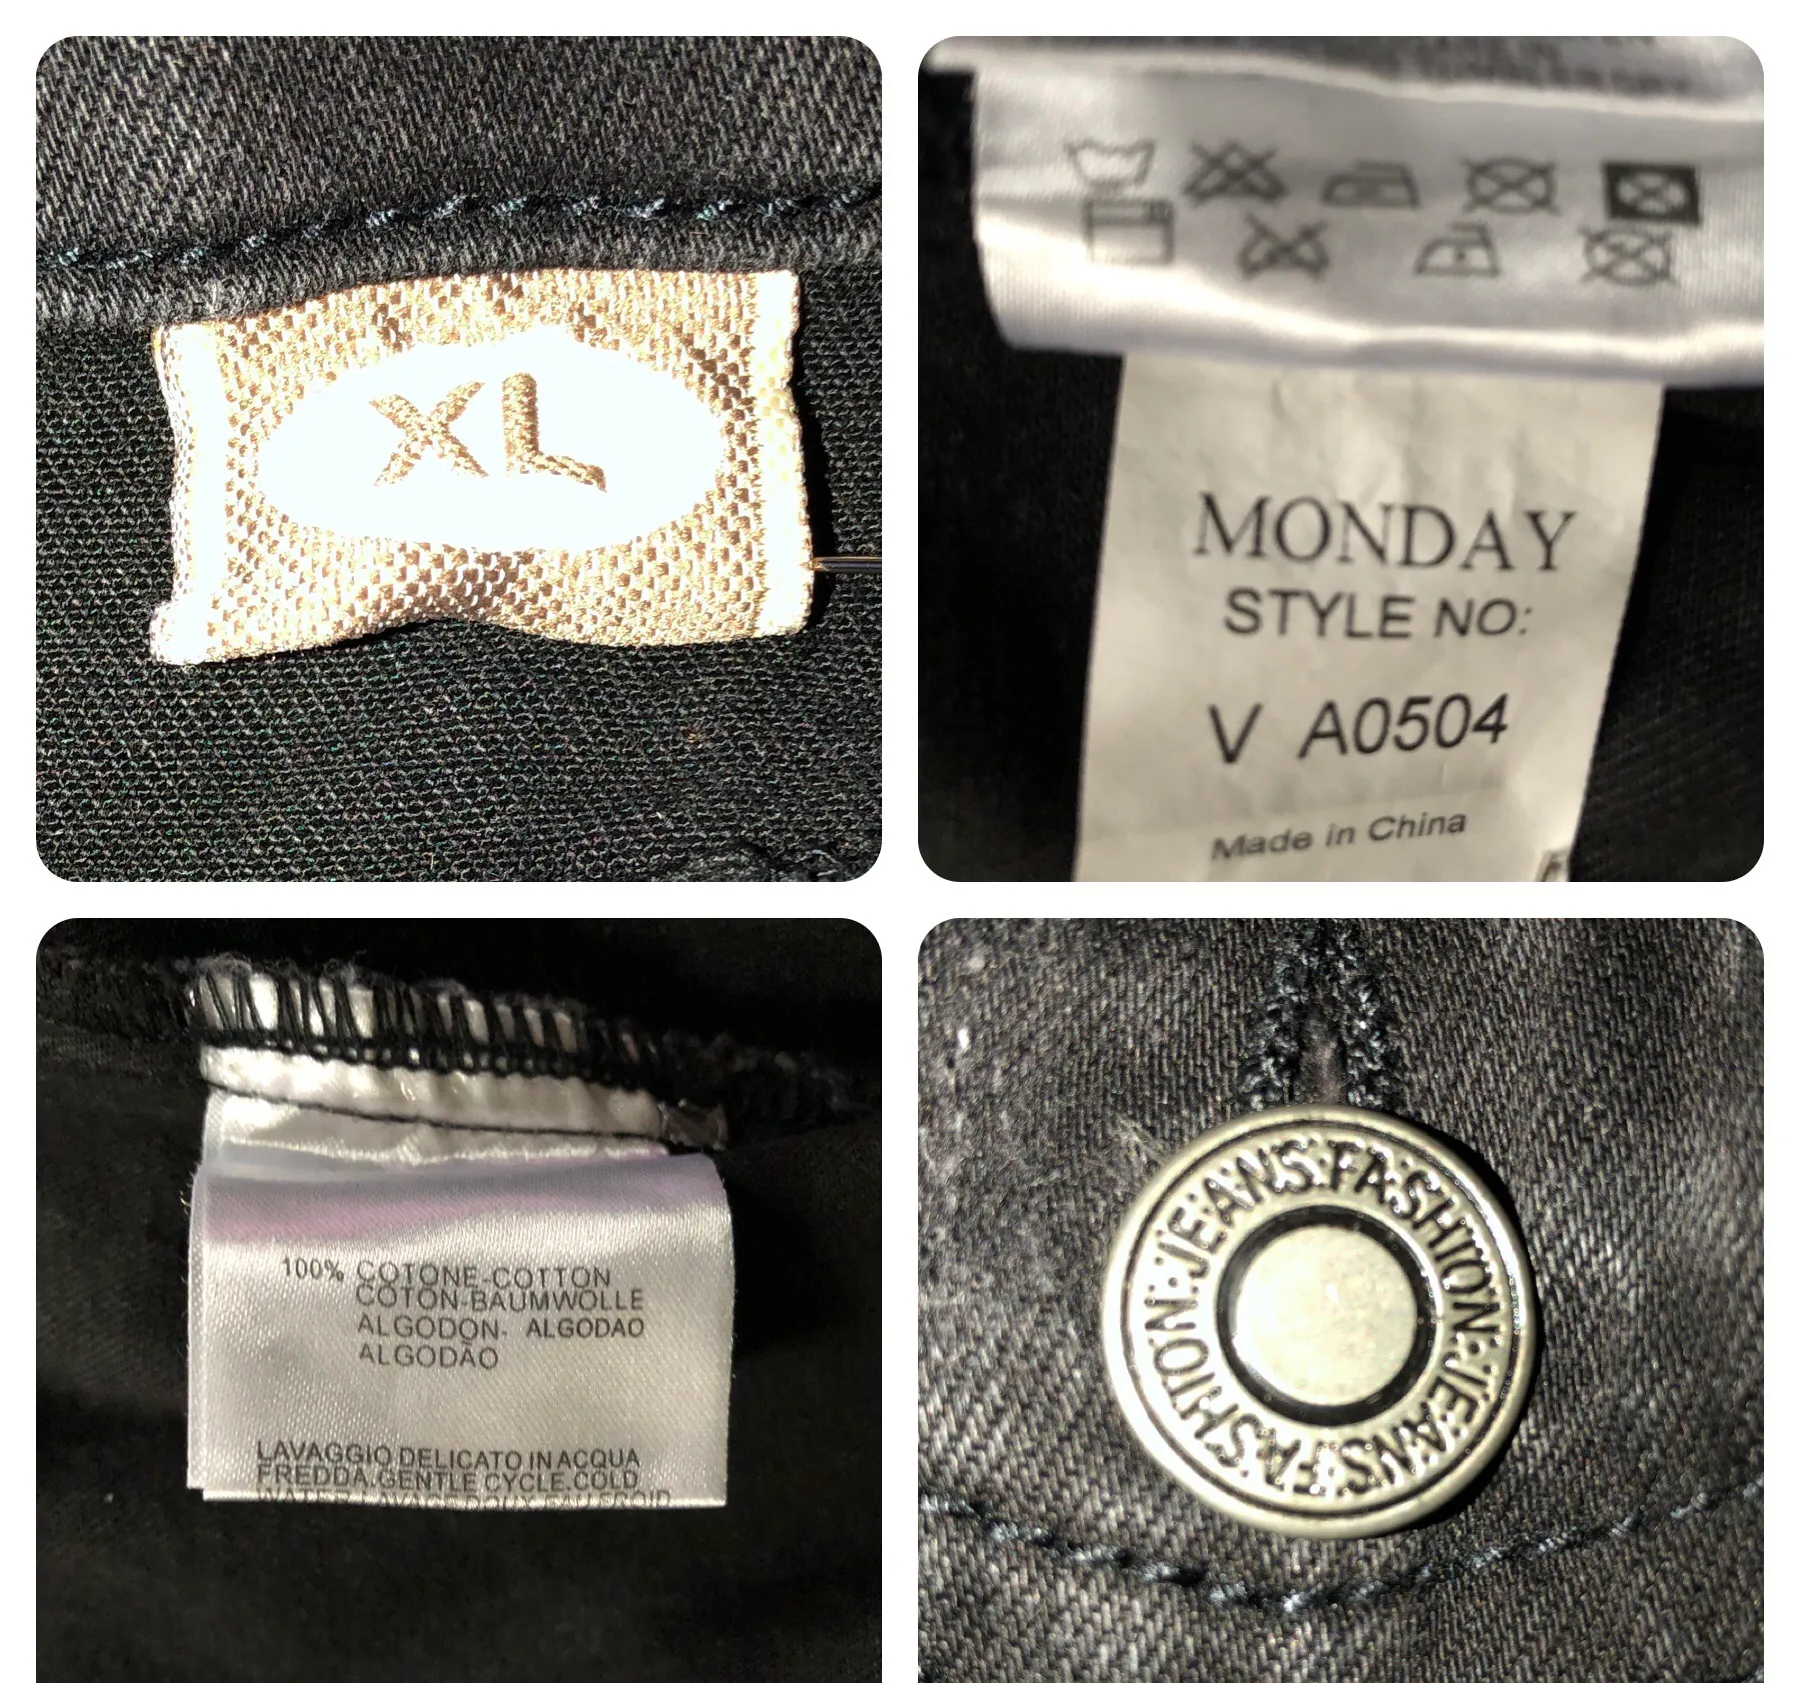 XL
MONDAY
STYLE NO:
V A0504
Made in China
100% COTONE-COTTON
COTON-BAUMWOLLE
ALGODON- ALGODAO
ALGODÃO
LAVAGGIO DELICATO IN ACQUA
FREDDA.GENTLE CYCLE.COLD
JEANS·FASHION·JEANS·FASHION·